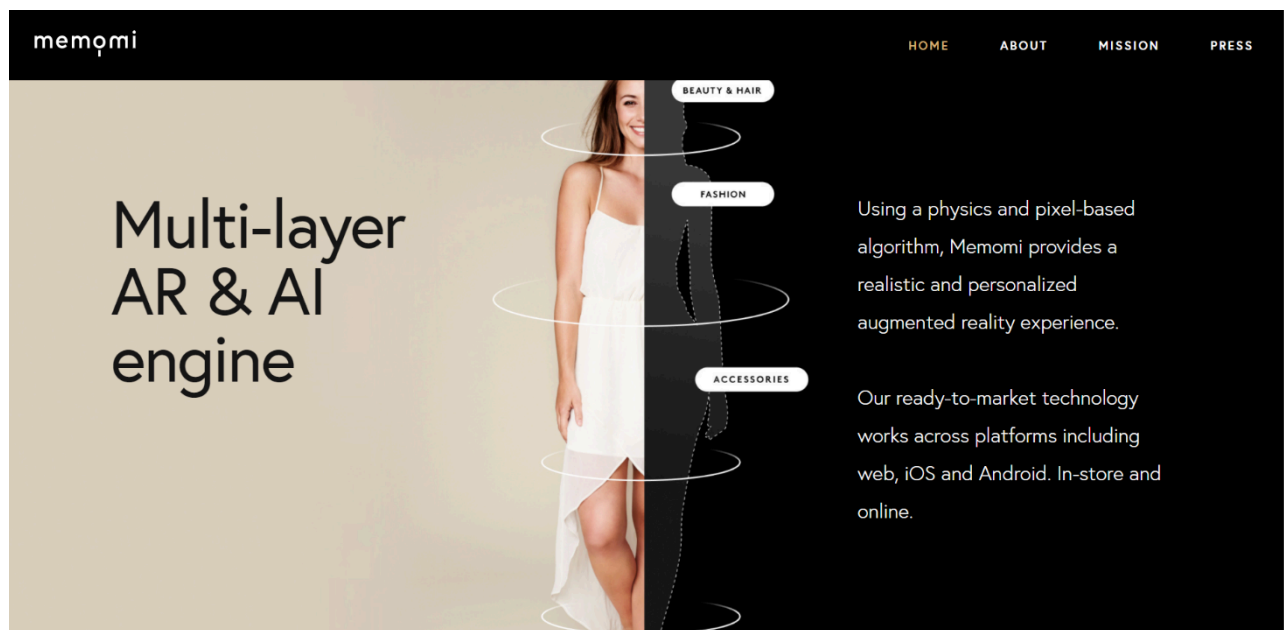 memomi
HOME
ABOUT
MISSION
PRESS
Multi-layer
AR & AI
engine
BEAUTY & HAIR
FASHION
ACCESSORIES
Using a physics and pixel-based
algorithm, Memomi provides a
realistic and personalized
augmented reality experience.
Our ready-to-market technology
works across platforms including
web, iOS and Android. In-store and
online.